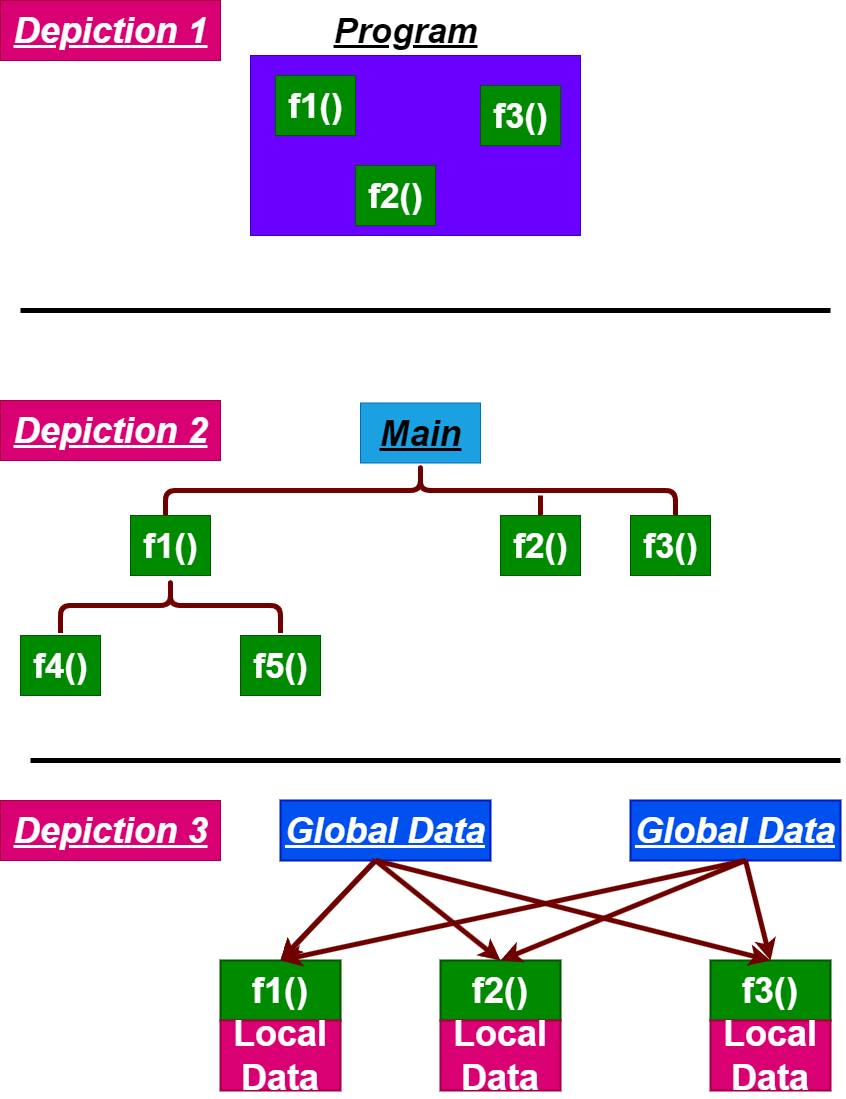 Depiction 1
Program
f1()
f3()
f2()
Depiction 2
Main
f1()
f2()
f3()
f4()
f5()
Depiction 3
Global Data
Global Data
f1()
f2()
f3()
Local
Data
Local
Data
Local
Data